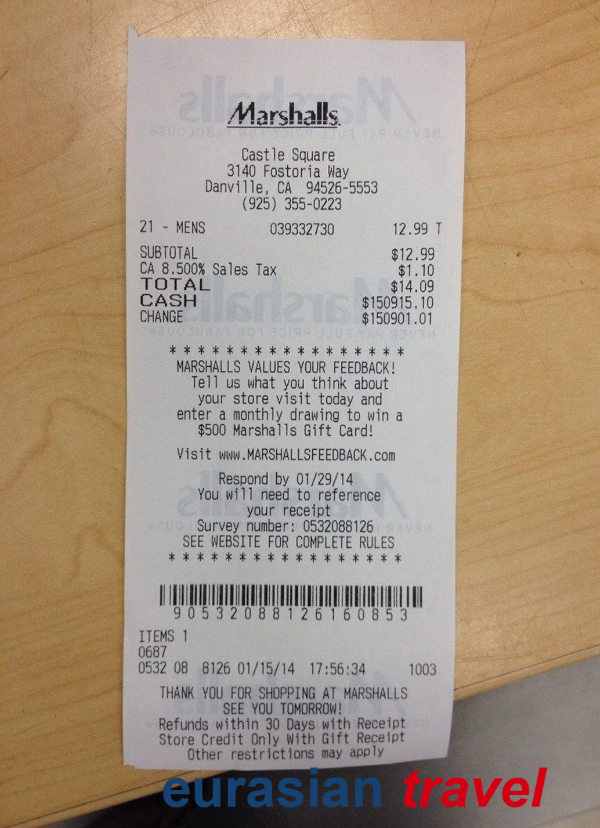 Marshalls.
Castle Square
3140 Fostoria Way
Danville, CA 94526-5553
(925) 355-0223
21 - MENS 039332730 12.99 T
SUBTOTAL $12.99
CA 8.500% Sales Tax $1.10
TOTAL $14.09
CASH $150915.10
CHANGE $150901.01
* * * * * * * * * * * * * * * * *
MARSHALLS VALUES YOUR FEEDBACK!
Tell us what you think about
your store visit today and
enter a monthly drawing to win a
$500 Marshalls Gift Card!
Visit www.MARSHALLSFEEDBACK.com
Respond by 01/29/14
You will need to reference
your receipt
Survey number: 0532088126
SEE WEBSITE FOR COMPLETE RULES
* * * * * * * * * * * * * * * * *
90532088126160853
ITEMS 1
0687
0532 08 8126 01/15/14 17:56:34 1003
THANK YOU FOR SHOPPING AT MARSHALLS
SEE YOU TOMORROW!
Refunds within 30 Days with Receipt
Store Credit Only With Gift Receipt
Other restrictions may apply
eurasian travel